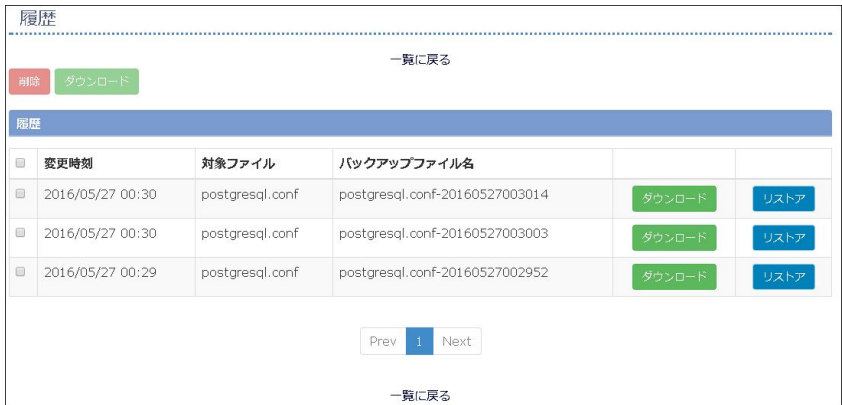 履歴
一覧に戻る
削除 ダウンロード
履歴
変更時刻 対象ファイル バックアップファイル名
2016/05/27 00:30 postgresql.conf postgresql.conf-20160527003014 ダウンロード リストア
2016/05/27 00:30 postgresql.conf postgresql.conf-20160527003003 ダウンロード リストア
2016/05/27 00:29 postgresql.conf postgresql.conf-20160527002952 ダウンロード リストア
Prev 1 Next
一覧に戻る